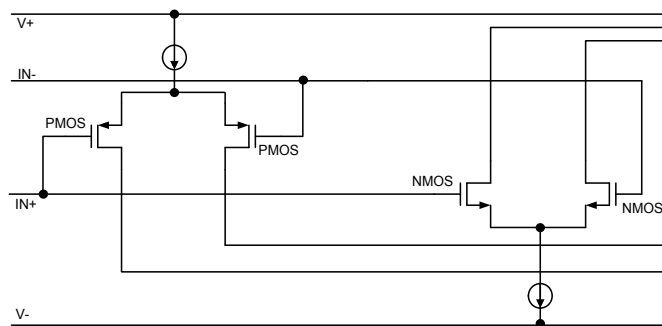 V+
IN-
PMOS
PMOS
NMOS
IN+
NMOS
V-